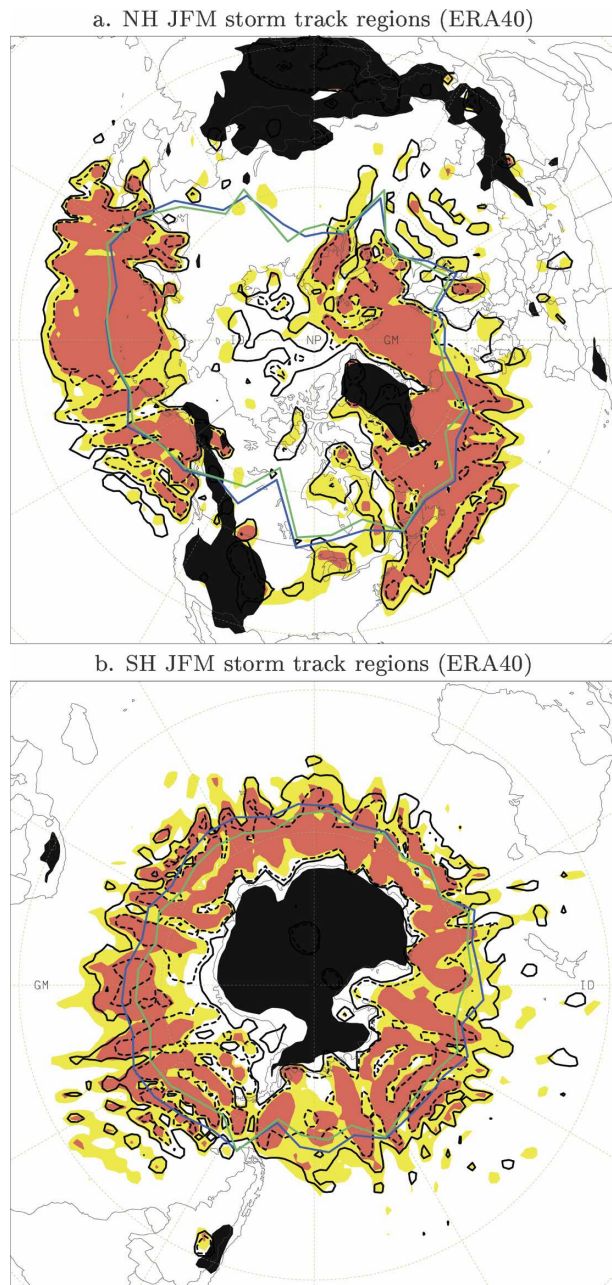 a. NH JFM storm track regions (ERA40)
NP GM
b. SH JFM storm track regions (ERA40)
GM ID